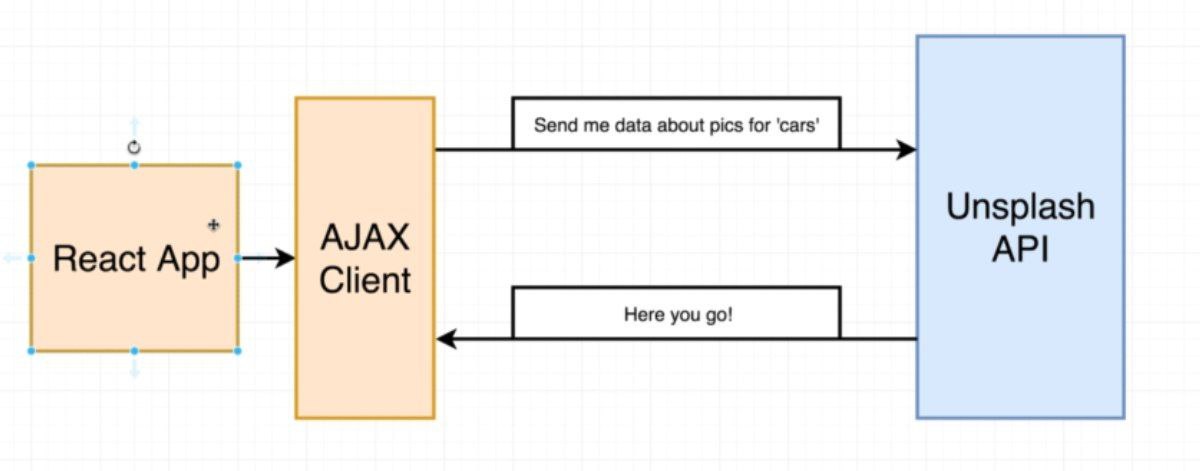 Send me data about pics for 'cars'
React App
AJAX
Client
Unsplash
API
Here you go!